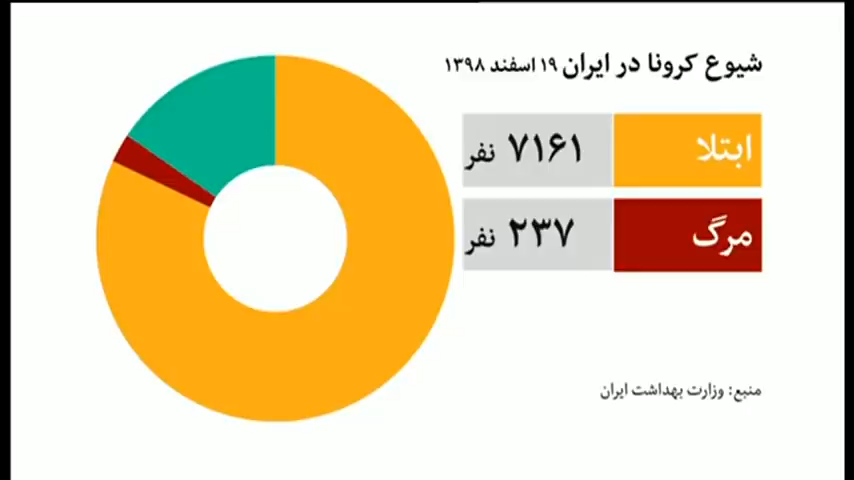 شیوع کرونا در ایران ۱۹ اسفند ۱۳۹۸
ابتلا ۷۱۶۱ نفر
مرگ ۲۳۷ نفر
منبع: وزارت بهداشت ایران